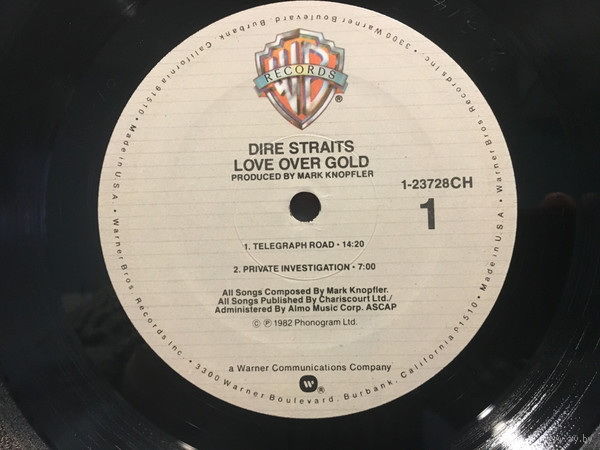 WB
RECORDS
®
DIRE STRAITS
LOVE OVER GOLD
PRODUCED BY MARK KNOPFLER
1-23728CH
1
1. TELEGRAPH ROAD • 14:20
2. PRIVATE INVESTIGATION • 7:00
All Songs Composed By Mark Knopfler.
All Songs Published By Chariscourt Ltd./
Administered By Almo Music Corp. ASCAP
© ℗ 1982 Phonogram Ltd.
a Warner Communications Company
®
• Warner Bros. Records Inc. • 3300 Warner Boulevard, Burbank, California 91510 • Made in U.S.A. • Warner Bros. Records Inc. • 3300 Warner Boulevard, Burbank, California 91510 • Made in U.S.A.